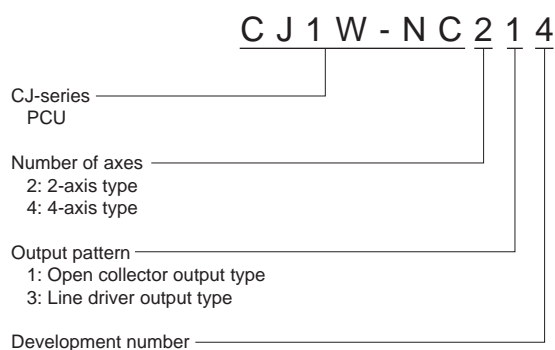 CJ1W-NC214
CJ-series
PCU
Number of axes
2: 2-axis type
4: 4-axis type
Output pattern
1: Open collector output type
3: Line driver output type
Development number